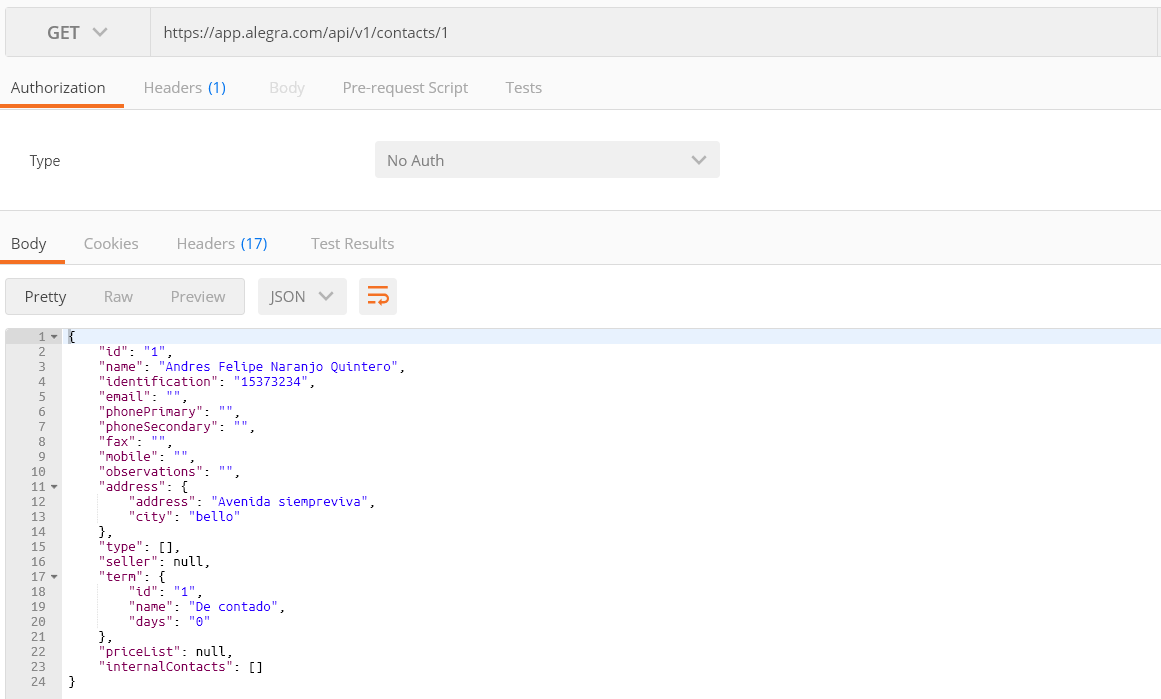 GET https://app.alegra.com/api/v1/contacts/1
Authorization Headers (1) Body Pre-request Script Tests
Type No Auth
Body Cookies Headers (17) Test Results
Pretty Raw Preview JSON
1 {
2 "id": "1",
3 "name": "Andres Felipe Naranjo Quintero",
4 "identification": "15373234",
5 "email": "",
6 "phonePrimary": "",
7 "phoneSecondary": "",
8 "fax": "",
9 "mobile": "",
10 "observations": "",
11 "address": {
12 "address": "Avenida siempreviva",
13 "city": "bello"
14 },
15 "type": [],
16 "seller": null,
17 "term": {
18 "id": "1",
19 "name": "De contado",
20 "days": "0"
21 },
22 "priceList": null,
23 "internalContacts": []
24 }